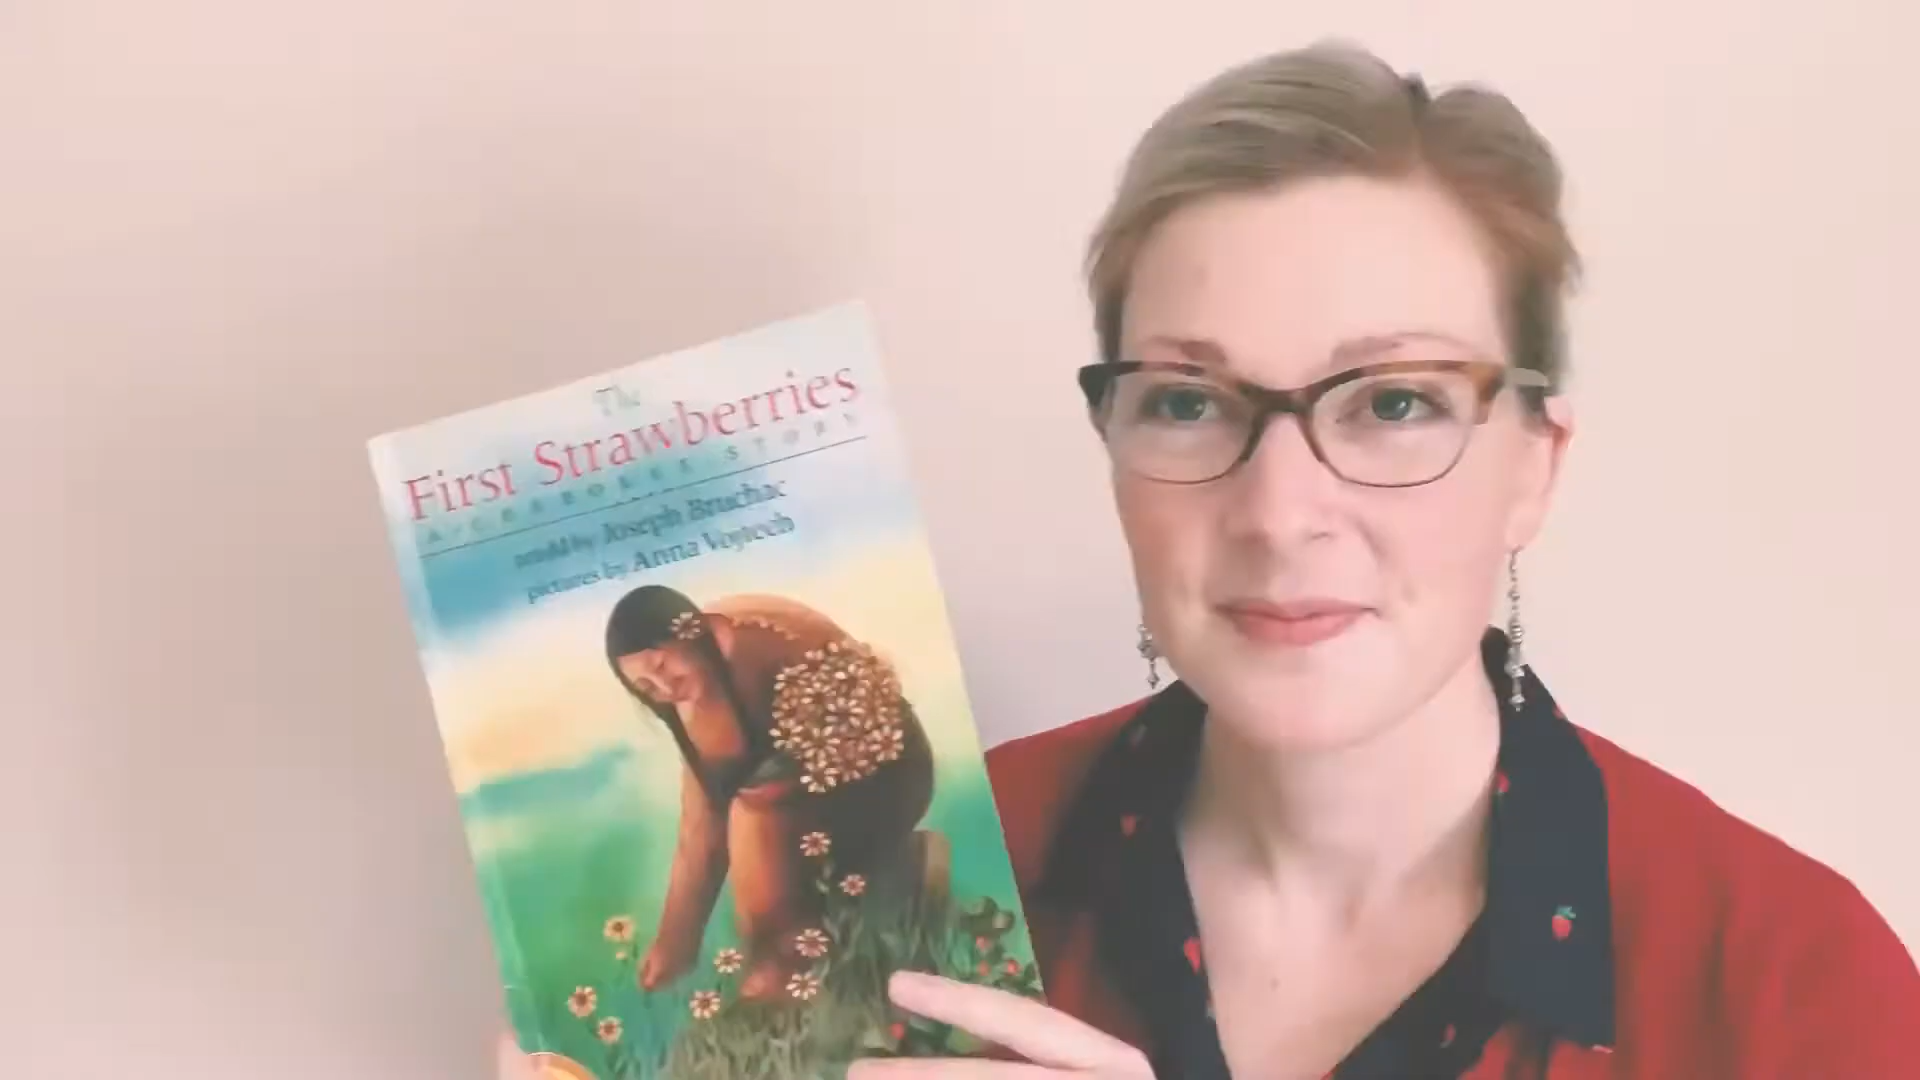 The
First Strawberries
A CHEROKEE STORY
retold by Joseph Bruchac
pictures by Anna Vojtech